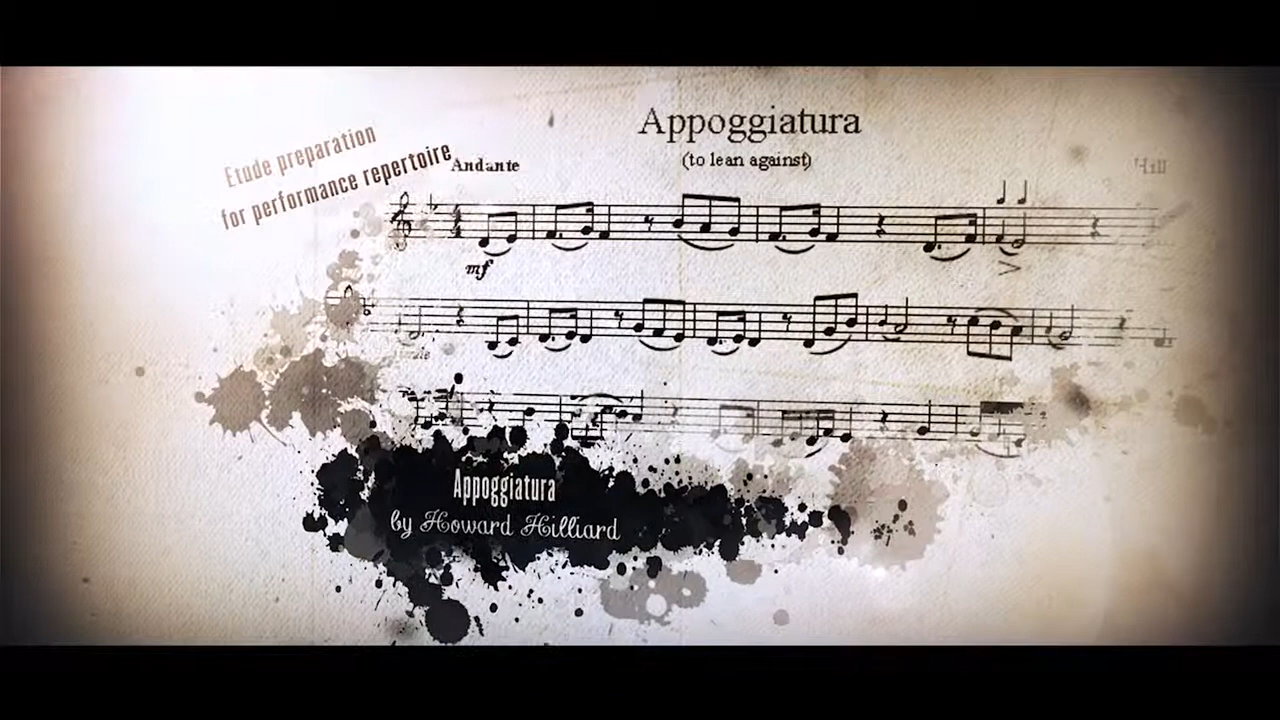 Appoggiatura
(to lean against)
Etude preparation
for performance repertoire
Andante
mf
Appoggiatura
by Howard Hilliard